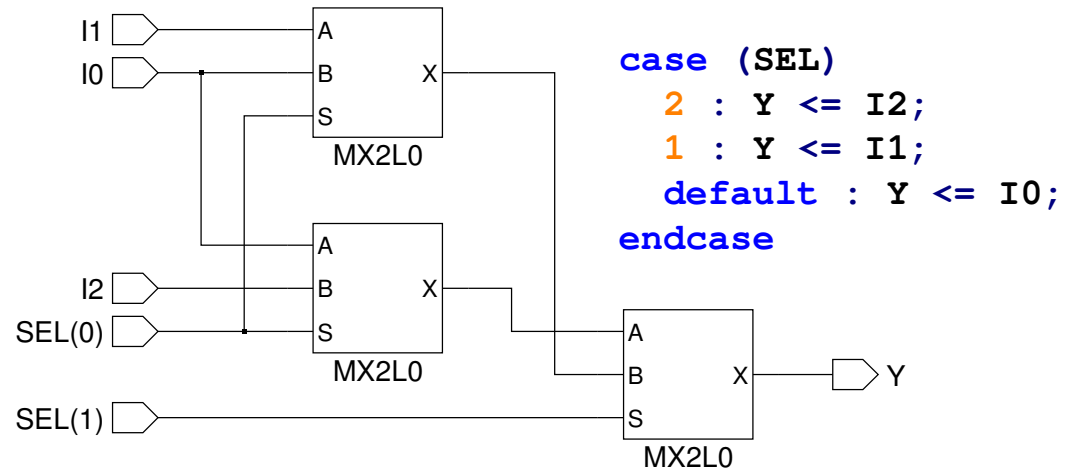 I1
I0
A
B
S
X
MX2L0
case (SEL)
2 : Y <= I2;
1 : Y <= I1;
default : Y <= I0;
endcase
I2
SEL(0)
A
B
S
X
MX2L0
SEL(1)
A
B
S
X
MX2L0
Y